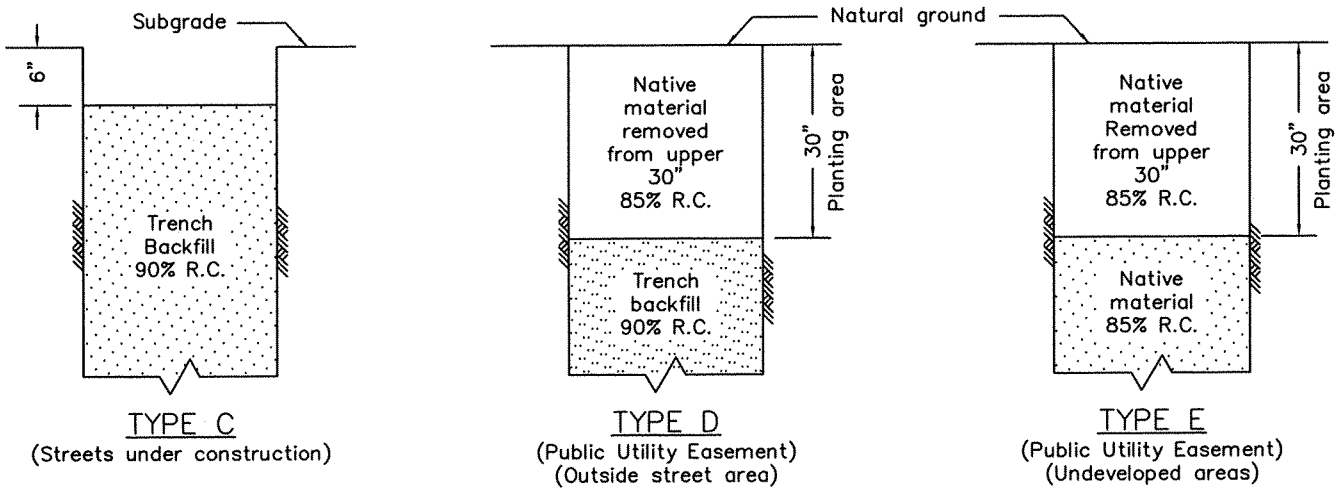 Subgrade
6"
Trench
Backfill
90% R.C.
TYPE C
(Streets under construction)
Natural ground
Native
material
removed
from upper
30"
85% R.C.
30"
Planting area
Trench
backfill
90% R.C.
TYPE D
(Public Utility Easement)
(Outside street area)
Native
material
Removed
from upper
30"
85% R.C.
30"
Planting area
Native
material
85% R.C.
TYPE E
(Public Utility Easement)
(Undeveloped areas)